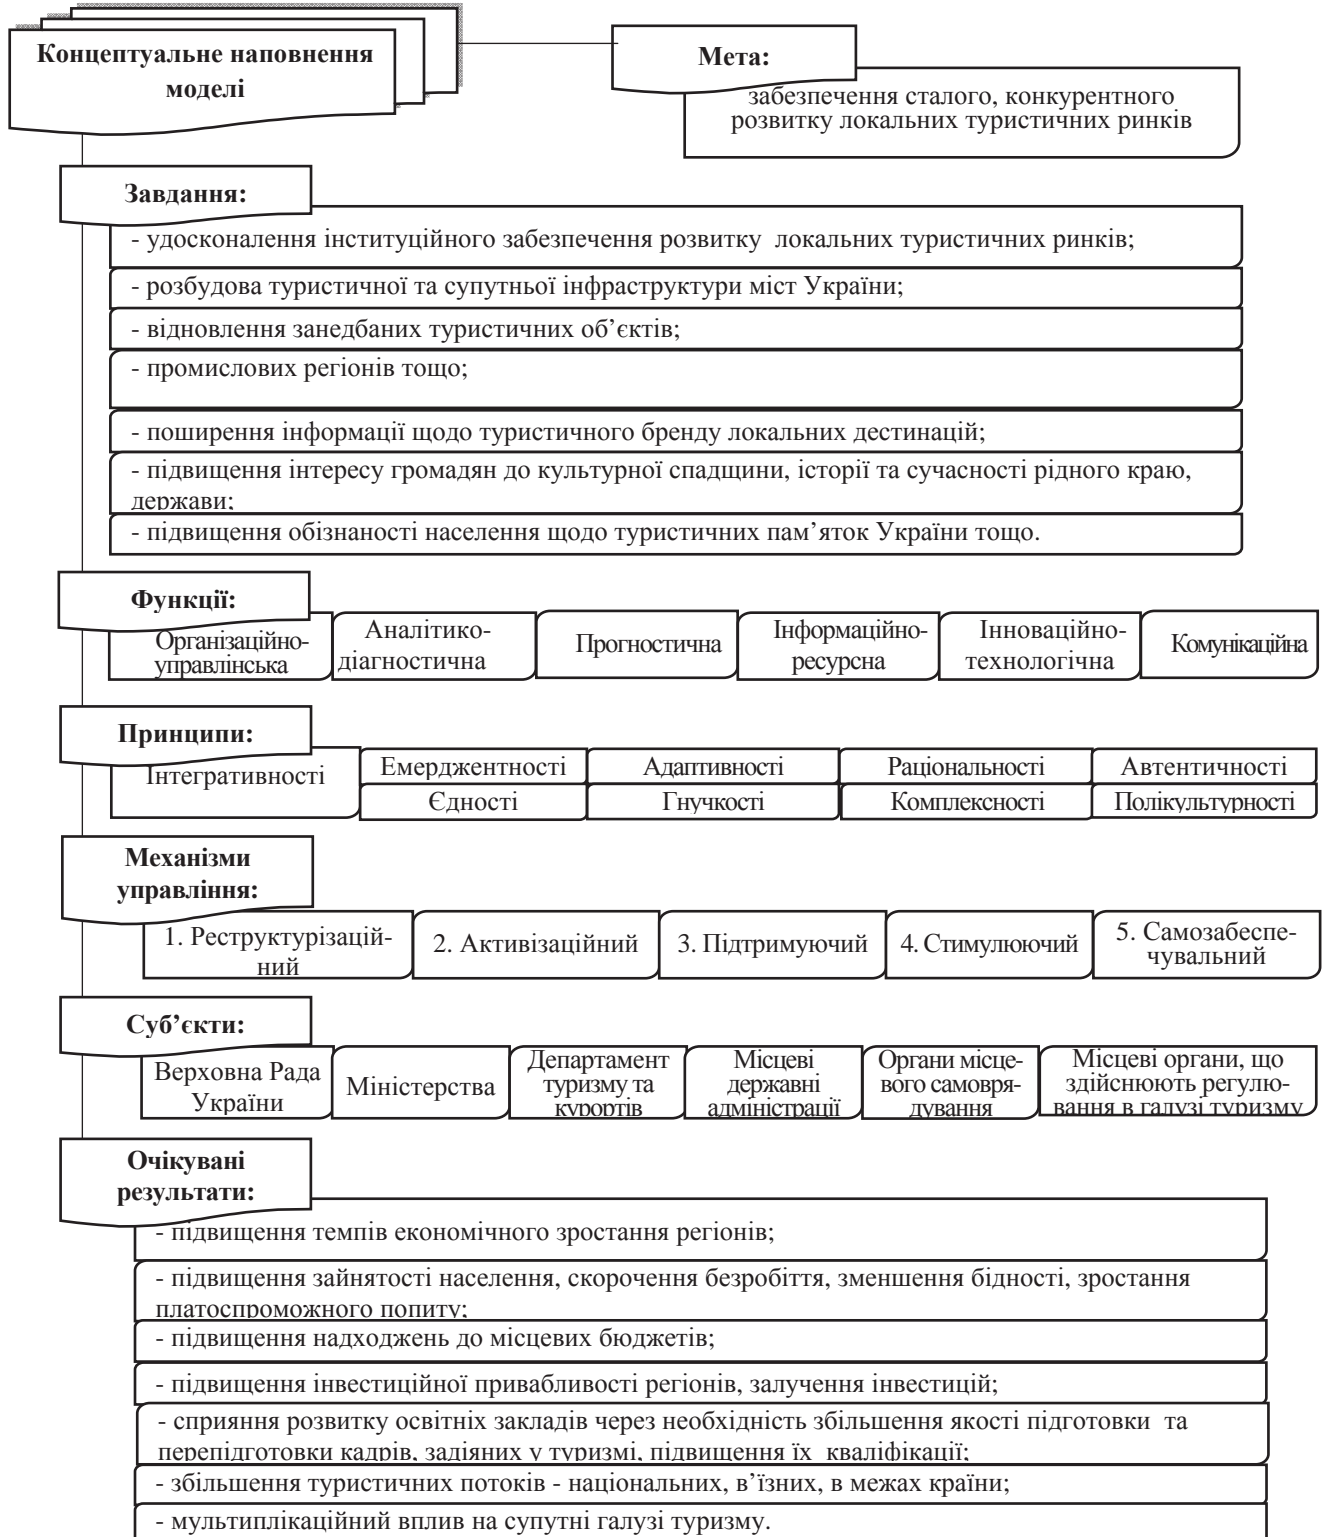 Концептуальне наповнення
моделі
Мета:
забезпечення сталого, конкурентного
розвитку локальних туристичних ринків
Завдання:
- удосконалення інституційного забезпечення розвитку локальних туристичних ринків;
- розбудова туристичної та супутньої інфраструктури міст України;
- відновлення занедбаних туристичних об’єктів;
- промислових регіонів тощо;
- поширення інформації щодо туристичного бренду локальних дестинацій;
- підвищення інтересу громадян до культурної спадщини, історії та сучасності рідного краю,
держави;
- підвищення обізнаності населення щодо туристичних пам’яток України тощо.
Функції:
Організаційно-
управлінська
Аналітико-
діагностична
Прогностична
Інформаційно-
ресурсна
Інноваційно-
технологічна
Комунікаційна
Принципи:
Інтегративності
Емерджентності
Адаптивності
Раціональності
Автентичності
Єдності
Гнучкості
Комплексності
Полікультурності
Механізми
управління:
1. Реструктурізацій-
ний
2. Активізаційний
3. Підтримуючий
4. Стимулюючий
5. Самозабеспе-
чувальний
Суб’єкти:
Верховна Рада
України
Міністерства
Департамент
туризму та
курортів
Місцеві
державні
адміністрації
Органи місце-
вого самовря-
дування
Місцеві органи, що
здійснюють регулю-
вання в галузі туризму
Очікувані
результати:
- підвищення темпів економічного зростання регіонів;
- підвищення зайнятості населення, скорочення безробіття, зменшення бідності, зростання
платоспроможного попиту;
- підвищення надходжень до місцевих бюджетів;
- підвищення інвестиційної привабливості регіонів, залучення інвестицій;
- сприяння розвитку освітніх закладів через необхідність збільшення якості підготовки та
перепідготовки кадрів, задіяних у туризмі, підвищення їх кваліфікації;
- збільшення туристичних потоків - національних, в’їзних, в межах країни;
- мультиплікаційний вплив на супутні галузі туризму.